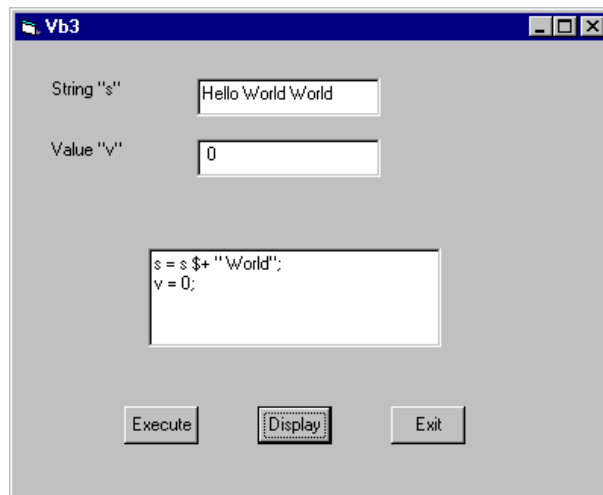 Vb3
String "s"
Hello World World
Value "v"
0
s = s $+ " World";
v = 0;
Execute
Display
Exit